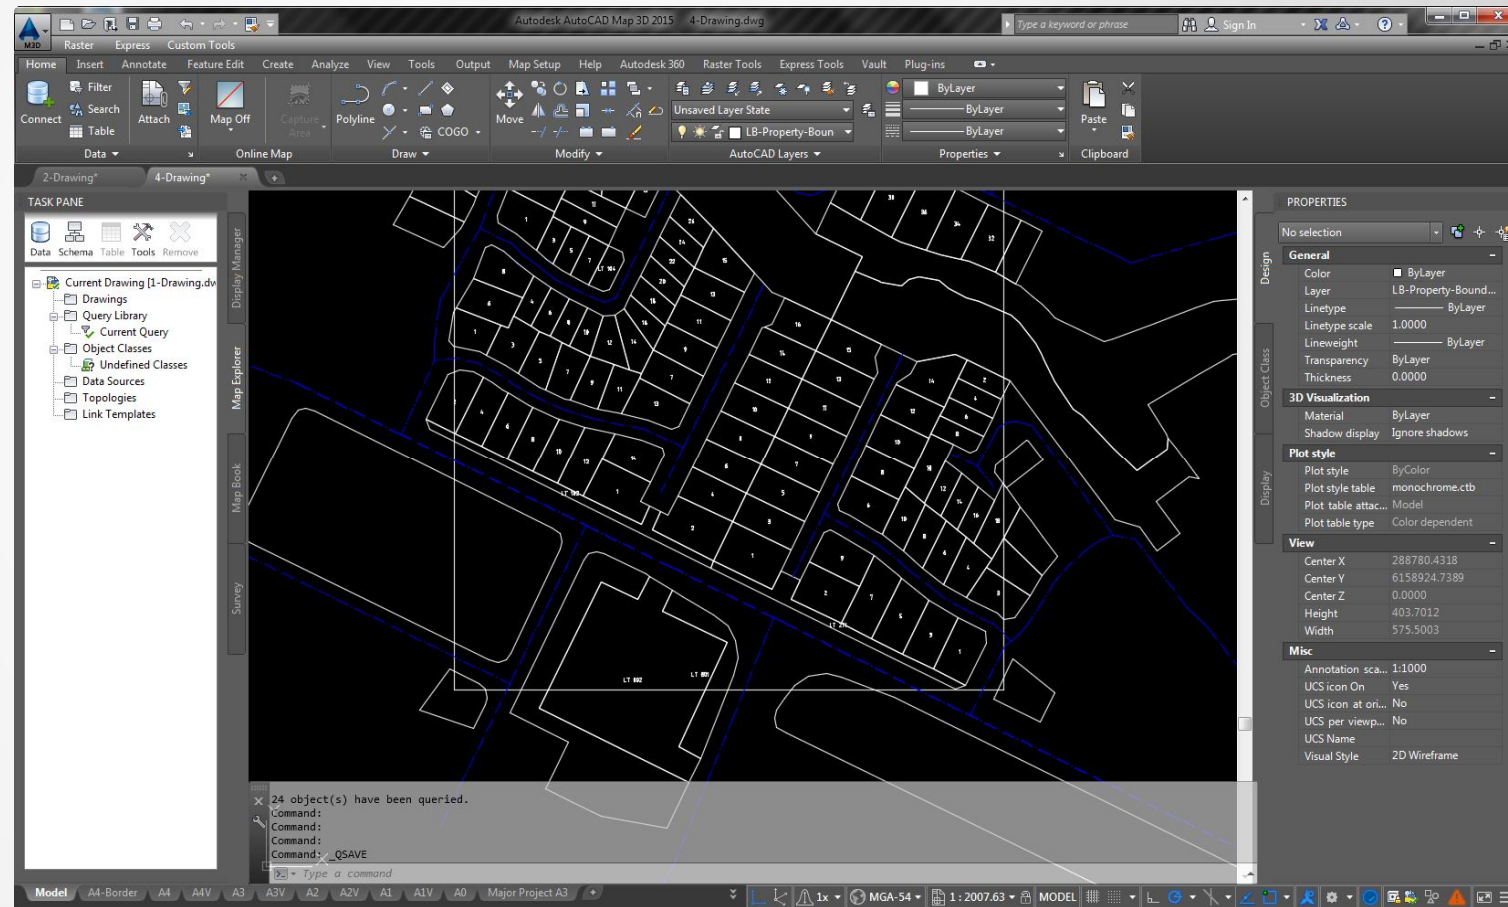 Autodesk AutoCAD Map 3D 2015 4-Drawing.dwg
Type a keyword or phrase
Sign In
M3D
Raster Express Custom Tools
Home Insert Annotate Feature Edit Create Analyze View Tools Output Map Setup Help Autodesk 360 Raster Tools Express Tools Vault Plug-ins
Connect
Filter
Search
Table
Attach
Map Off
Capture Area
Polyline
COGO
Move
Unsaved Layer State
LB-Property-Boun
ByLayer
ByLayer
ByLayer
Paste
Data
Online Map
Draw
Modify
AutoCAD Layers
Properties
Clipboard
2-Drawing*
4-Drawing*
TASK PANE
Data Schema Table Tools Remove
Current Drawing [1-Drawing.dw
Drawings
Query Library
Current Query
Object Classes
Undefined Classes
Data Sources
Topologies
Link Templates
Display Manager
Map Explorer
Map Book
Survey
LT 104
LT 802
LT 801
Design
Object Class
Display
PROPERTIES
No selection
General
Color ByLayer
Layer LB-Property-Bound...
Linetype ByLayer
Linetype scale 1.0000
Lineweight ByLayer
Transparency ByLayer
Thickness 0.0000
3D Visualization
Material ByLayer
Shadow display Ignore shadows
Plot style
Plot style ByColor
Plot style table monochrome.ctb
Plot table attac... Model
Plot table type Color dependent
View
Center X 288780.4318
Center Y 6158924.7389
Center Z 0.0000
Height 403.7012
Width 575.5003
Misc
Annotation sca... 1:1000
UCS icon On Yes
UCS icon at ori... No
UCS per viewp... No
UCS Name
Visual Style 2D Wireframe
24 object(s) have been queried.
Command:
Command:
Command:
Command: _QSAVE
Type a command
Model A4-Border A4 A4V A3 A3V A2 A2V A1 A1V A0 Major Project A3
1x MGA-54 1 : 2007.63 MODEL